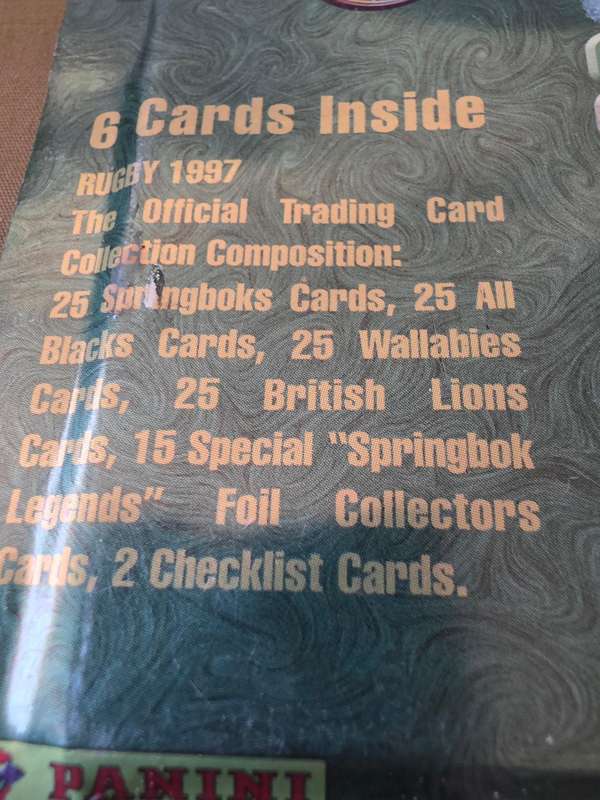 6 Cards Inside
RUGBY 1997
The Official Trading Card
Collection Composition:
25 Springboks Cards, 25 All
Blacks Cards, 25 Wallabies
Cards, 25 British Lions
Cards, 15 Special "Springbok
Legends" Foil Collectors
Cards, 2 Checklist Cards.
PANINI